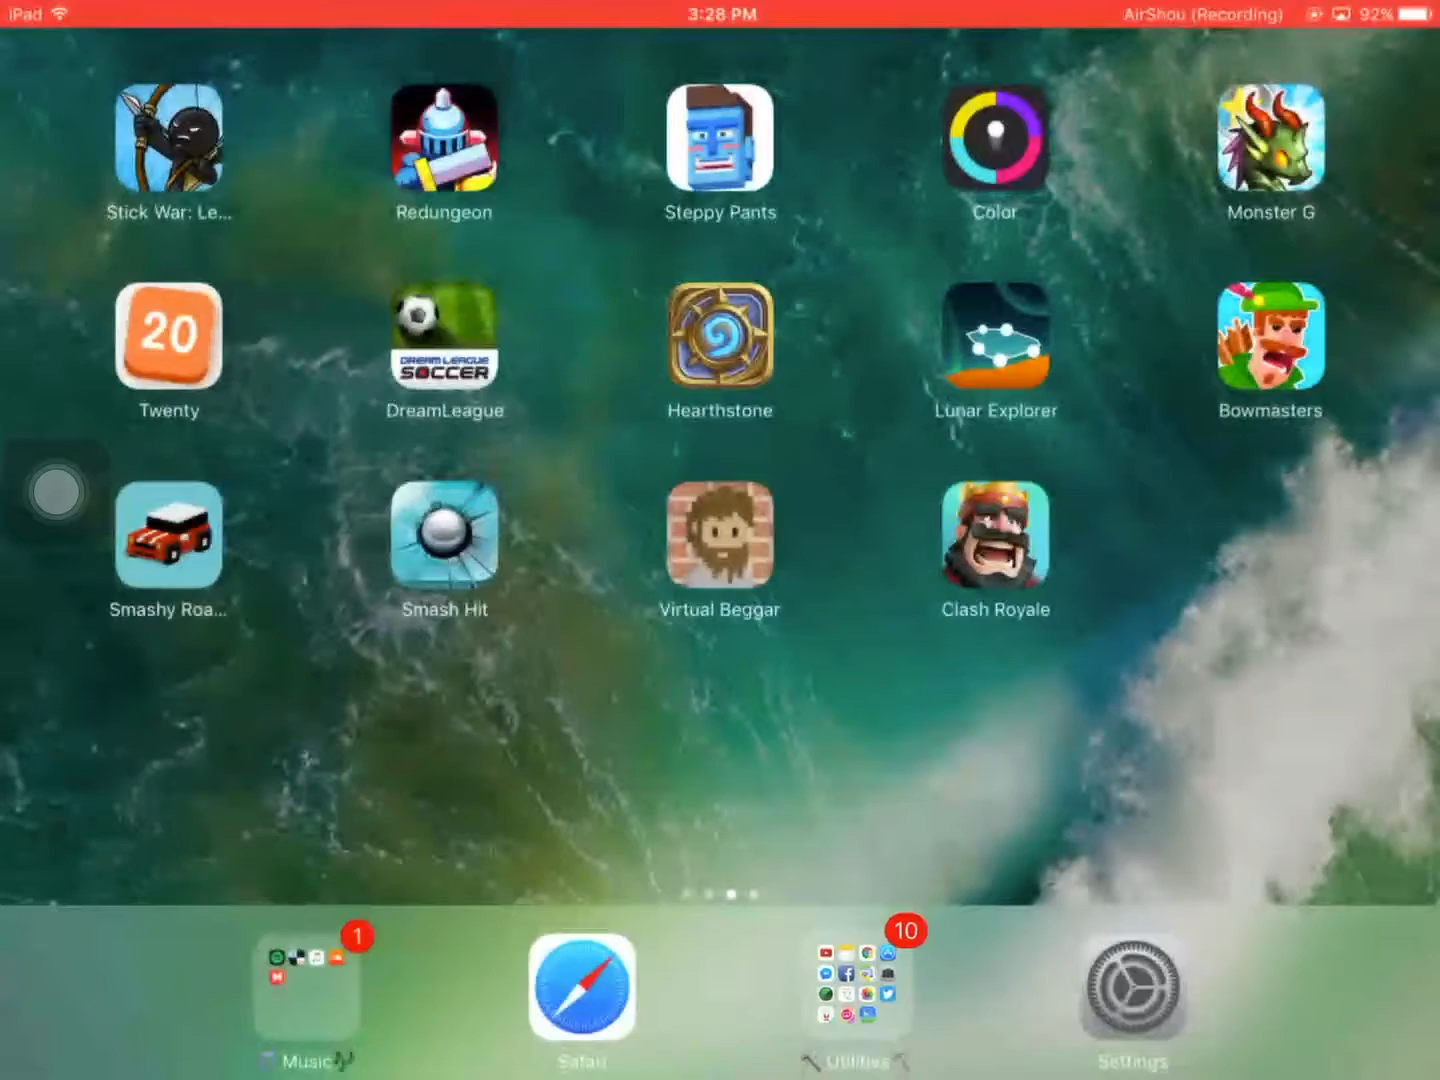 iPad 3:28 PM AirShou (Recording) 92%
Stick War: Le... Redungeon Steppy Pants Color Monster G
20
DREAM LEAGUE
SOCCER
Twenty DreamLeague Hearthstone Lunar Explorer Bowmasters
Smashy Roa... Smash Hit Virtual Beggar Clash Royale
1 10
Music Safari Utilities Settings